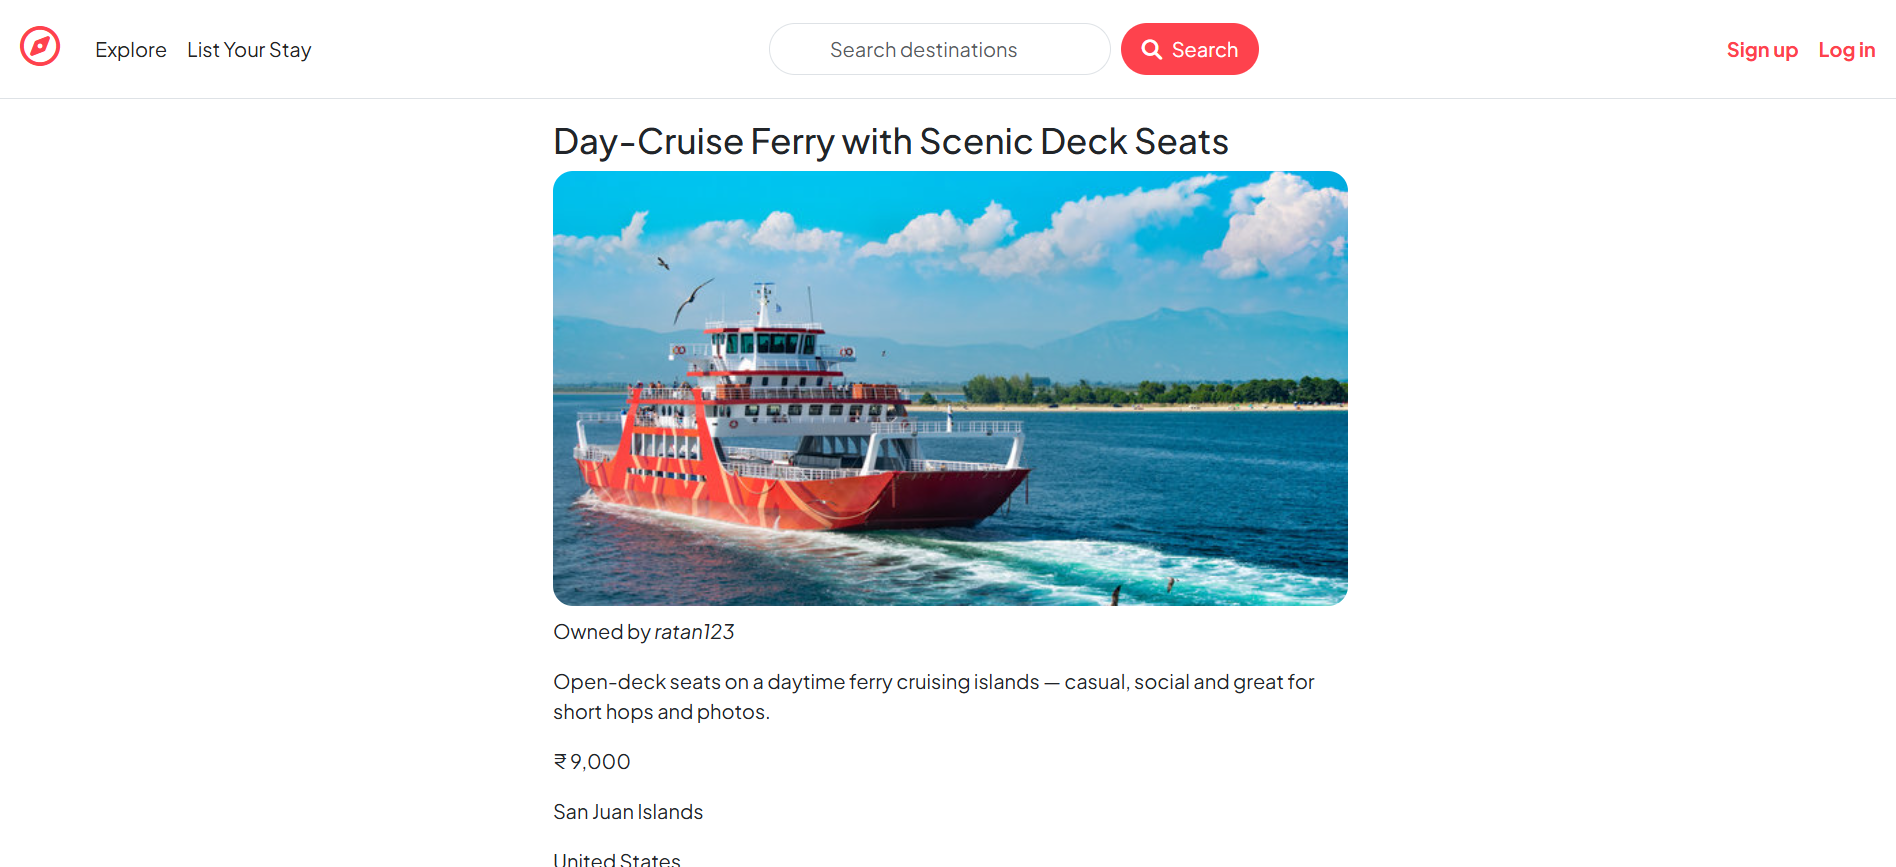 Explore List Your Stay Search destinations Search Sign up Log in
Day-Cruise Ferry with Scenic Deck Seats
Owned by ratan123
Open-deck seats on a daytime ferry cruising islands — casual, social and great for
short hops and photos.
₹ 9,000
San Juan Islands
United States